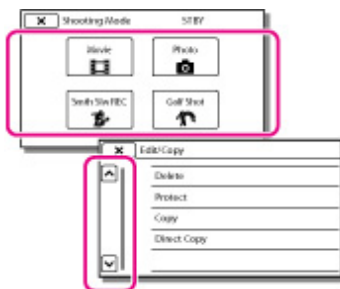 X Shooting Mode STBY
Movie Photo
Smth Slw REC Golf Shot
X Edit/Copy
Delete
Protect
Copy
Direct Copy